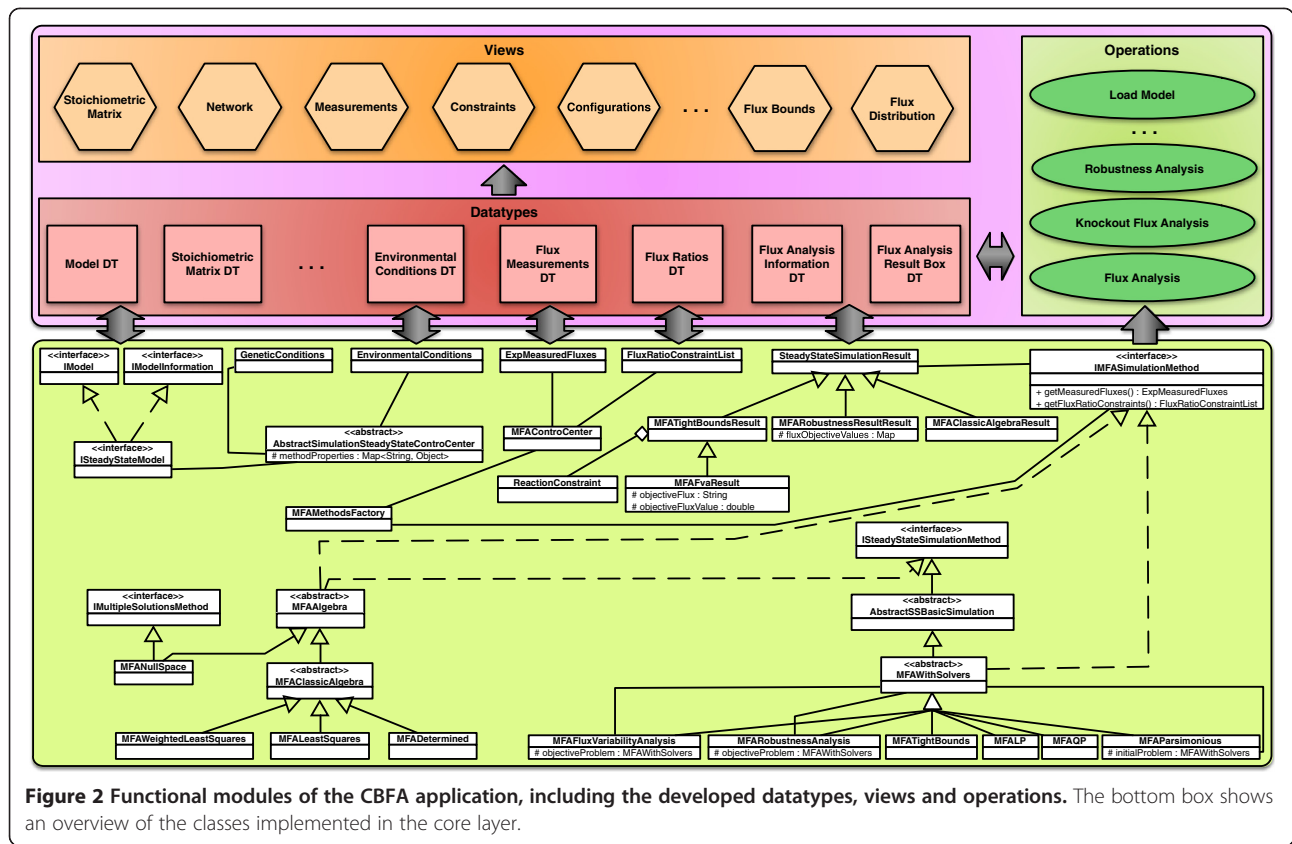 Views
Stoichiometric
Matrix
Network
Measurements
Constraints
Configurations
. . .
Flux Bounds
Flux
Distribution
Operations
Load Model
. . .
Robustness Analysis
Knockout Flux Analysis
Flux Analysis
Datatypes
Model DT
Stoichiometric
Matrix DT
. . .
Environmental
Conditions DT
Flux
Measurements
DT
Flux Ratios
DT
Flux Analysis
Information
DT
Flux Analysis
Result Box
DT
<<interface>>
IModel
<<interface>>
IModelInformation
GeneticConditions
EnvironmentalConditions
ExpMeasuredFluxes
FluxRatioConstraintList
SteadyStateSimulationResult
<<interface>>
IMFASimulationMethod
+ getMeasuredFluxes() : ExpMeasuredFluxes
+ getFluxRatioConstraints() : FluxRatioConstraintList
<<interface>>
ISteadyStateModel
<<abstract>>
AbstractSimulationSteadyStateControCenter
# methodProperties : Map<String, Object>
MFAControCenter
MFATightBoundsResult
MFARobustnessResultResult
# fluxObjectiveValues : Map
MFAClassicAlgebraResult
ReactionConstraint
MFAFvaResult
# objectiveFlux : String
# objectiveFluxValue : double
MFAMethodsFactory
<<interface>>
ISteadyStateSimulationMethod
<<interface>>
IMultipleSolutionsMethod
<<abstract>>
MFAAlgebra
<<abstract>>
AbstractSSBasicSimulation
MFANullSpace
<<abstract>>
MFAClassicAlgebra
<<abstract>>
MFAWithSolvers
MFAWeightedLeastSquares
MFALeastSquares
MFADetermined
MFAFluxVariabilityAnalysis
# objectiveProblem : MFAWithSolvers
MFARobustnessAnalysis
# objectiveProblem : MFAWithSolvers
MFATightBounds
MFALP
MFAQP
MFAParsimonious
# initialProblem : MFAWithSolvers
Figure 2 Functional modules of the CBFA application, including the developed datatypes, views and operations. The bottom box shows
an overview of the classes implemented in the core layer.